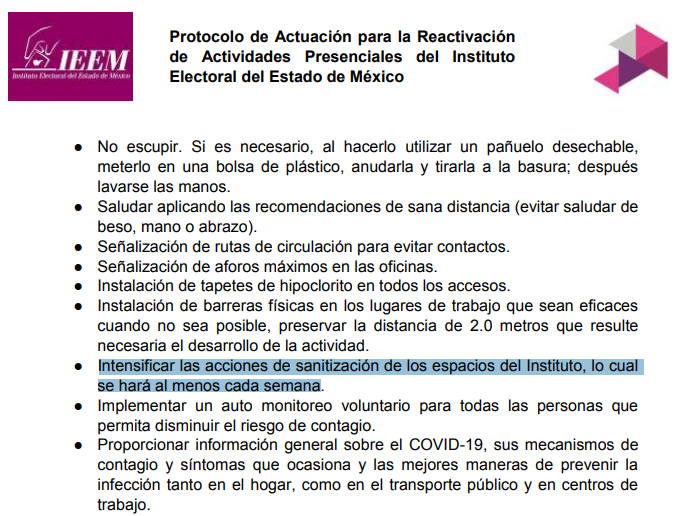 IEEM
Instituto Electoral del Estado de México
Protocolo de Actuación para la Reactivación
de Actividades Presenciales del Instituto
Electoral del Estado de México
● No escupir. Si es necesario, al hacerlo utilizar un pañuelo desechable,
meterlo en una bolsa de plástico, anudarla y tirarla a la basura; después
lavarse las manos.
● Saludar aplicando las recomendaciones de sana distancia (evitar saludar de
beso, mano o abrazo).
● Señalización de rutas de circulación para evitar contactos.
● Señalización de aforos máximos en las oficinas.
● Instalación de tapetes de hipoclorito en todos los accesos.
● Instalación de barreras físicas en los lugares de trabajo que sean eficaces
cuando no sea posible, preservar la distancia de 2.0 metros que resulte
necesaria el desarrollo de la actividad.
● Intensificar las acciones de sanitización de los espacios del Instituto, lo cual
se hará al menos cada semana.
● Implementar un auto monitoreo voluntario para todas las personas que
permita disminuir el riesgo de contagio.
● Proporcionar información general sobre el COVID-19, sus mecanismos de
contagio y síntomas que ocasiona y las mejores maneras de prevenir la
infección tanto en el hogar, como en el transporte público y en centros de
trabajo.